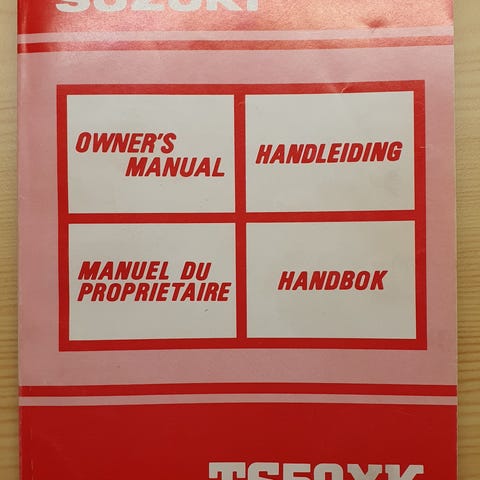 SUZUKI
OWNER'S
MANUAL
HANDLEIDING
MANUEL DU
PROPRIETAIRE
HANDBOK
TS50XK